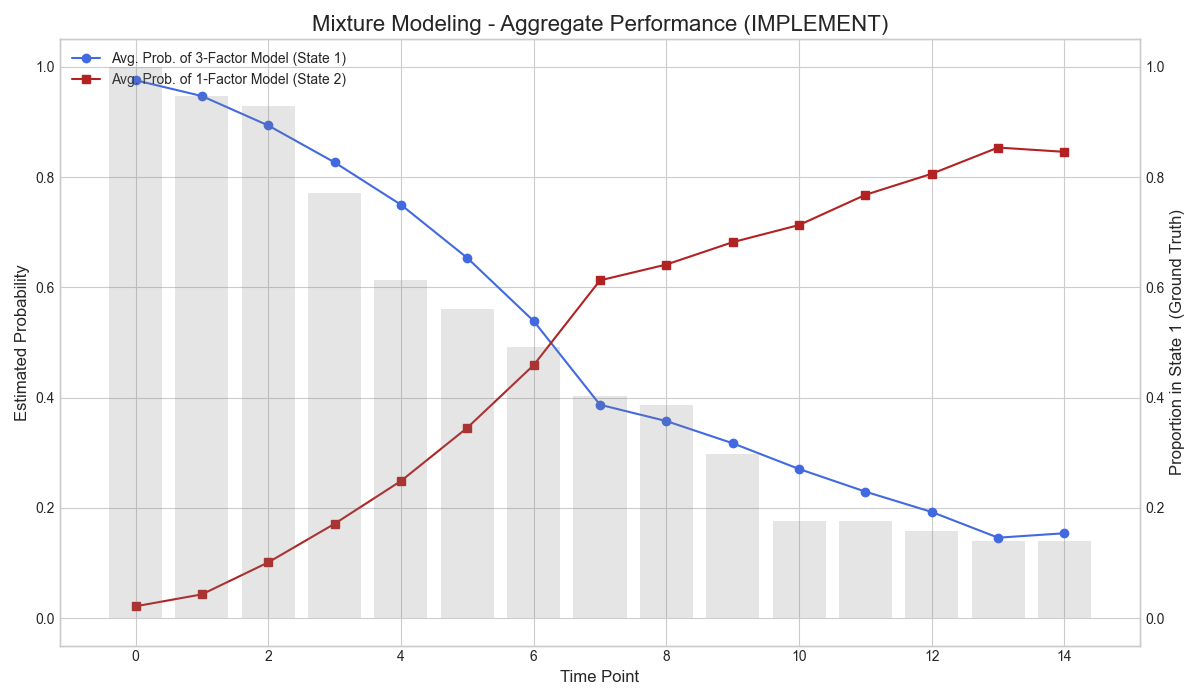 Mixture Modeling - Aggregate Performance (IMPLEMENT)
Avg. Prob. of 3-Factor Model (State 1)
Avg. Prob. of 1-Factor Model (State 2)
Estimated Probability
1.0
0.8
0.6
0.4
0.2
0.0
1.0
0.8
0.6
0.4
0.2
0.0
Proportion in State 1 (Ground Truth)
0 2 4 6 8 10 12 14
Time Point